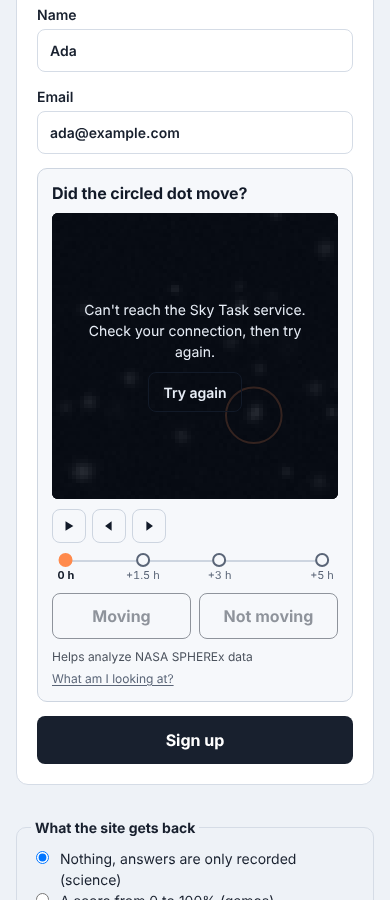 Name
Ada
Email
ada@example.com
Did the circled dot move?
Can't reach the Sky Task service.
Check your connection, then try
again.
Try again
0 h
+1.5 h
+3 h
+5 h
Moving
Not moving
Helps analyze NASA SPHEREx data
What am I looking at?
Sign up
What the site gets back
Nothing, answers are only recorded
(science)
A score from 0 to 100% (games)